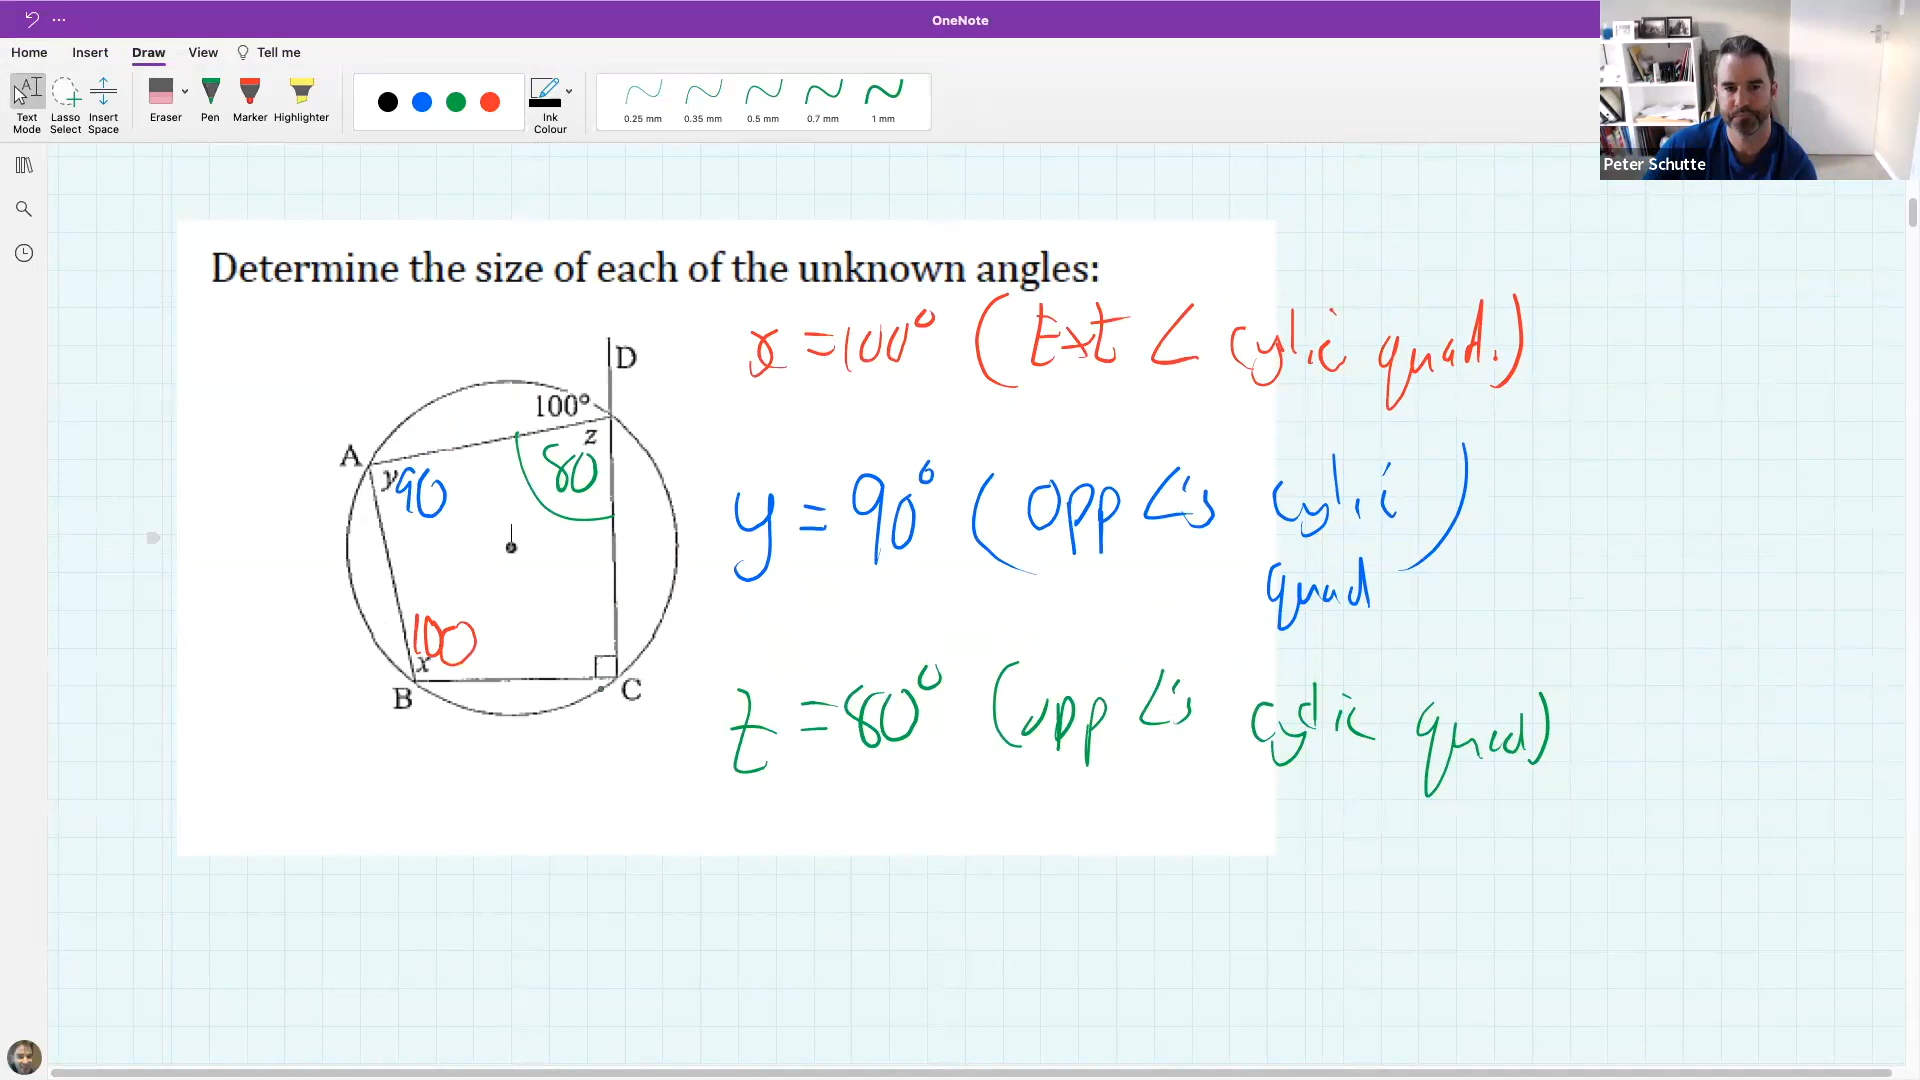 OneNote
Home Insert Draw View Tell me
Text Mode
Lasso Select
Insert Space
Eraser
Pen
Marker
Highlighter
Ink Colour
0.25 mm
0.35 mm
0.5 mm
0.7 mm
1 mm
Peter Schutte
Determine the size of each of the unknown angles:
x = 100° (Ext < cylic quad.)
D
100°
z
80
A
y 90
y = 90° (opp <'s cylic
quad)
100
x
B
C
z = 80° (opp <'s cyclic quad)